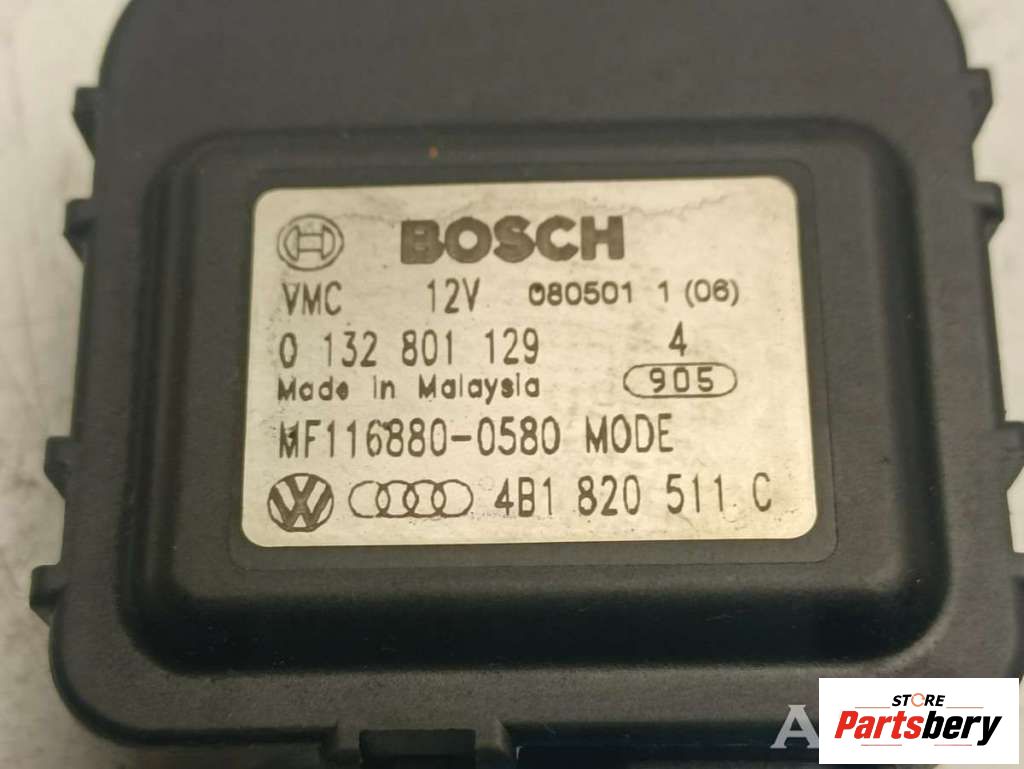 BOSCH
VMC 12V 080501 1 (06)
0 132 801 129 4
Made in Malaysia 905
MF116880-0580 MODE
4B1 820 511 C
A
STORE
Partsbery